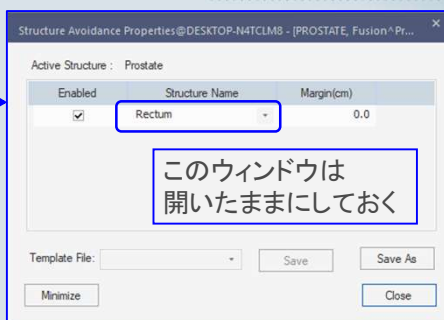 Structure Avoidance Properties@DESKTOP-N4TCLM8 - [PROSTATE, Fusion^Pr...
Active Structure : Prostate
Enabled Structure Name Margin(cm)
Rectum 0.0
このウィンドウは
開いたままにしておく
Template File: Save Save As
Minimize Close